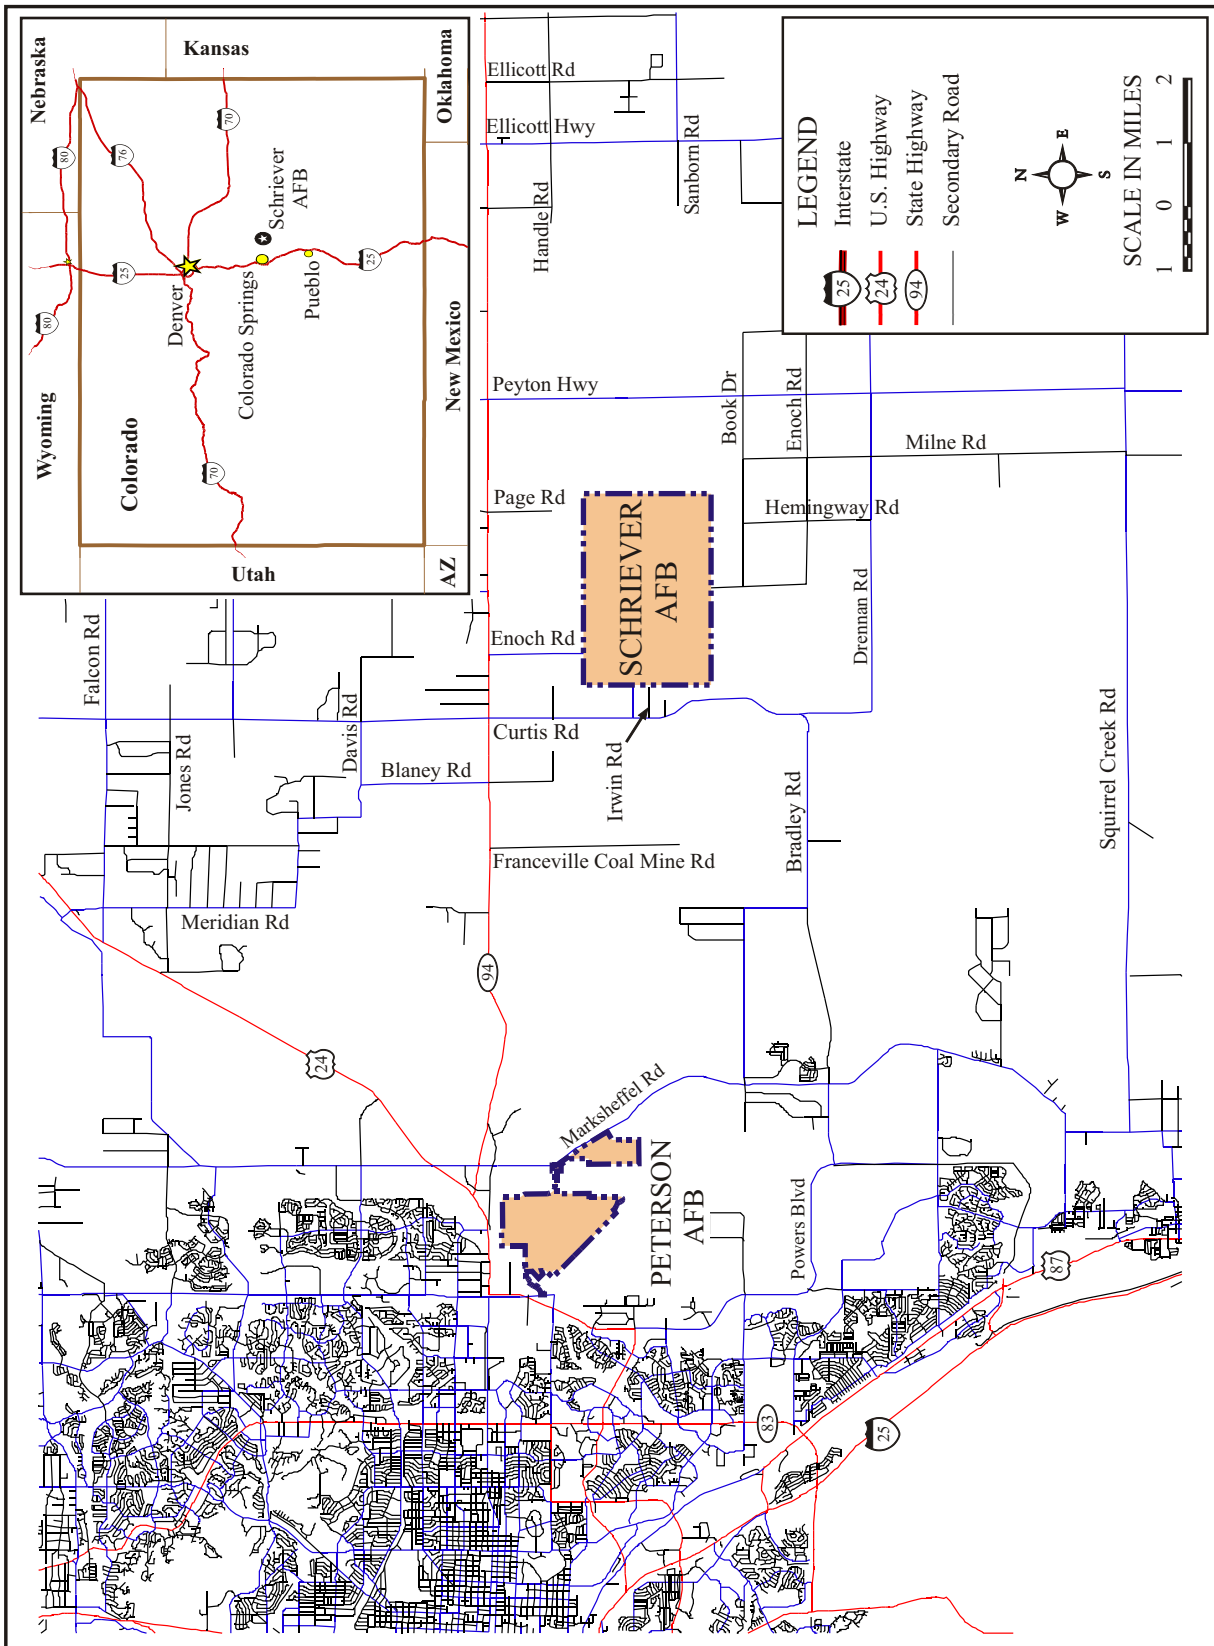 Nebraska
Kansas
Oklahoma
Wyoming
Colorado
Utah
AZ
New Mexico
Denver
Colorado Springs
Pueblo
Schriever
AFB
80
76
70
25
80
70
25
Ellicott Rd
Ellicott Hwy
Handle Rd
Sanborn Rd
Peyton Hwy
Book Dr
Enoch Rd
Milne Rd
Page Rd
Hemingway Rd
SCHRIEVER
AFB
Enoch Rd
Drennan Rd
Falcon Rd
Jones Rd
Davis Rd
Curtis Rd
Blaney Rd
Irwin Rd
Bradley Rd
Squirrel Creek Rd
Franceville Coal Mine Rd
Meridian Rd
94
24
Marksheffel Rd
PETERSON
AFB
Powers Blvd
87
83
25
LEGEND
25
Interstate
24
U.S. Highway
94
State Highway
Secondary Road
N
W
E
S
SCALE IN MILES
1 0 1 2